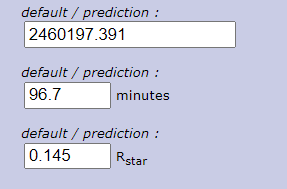 default / prediction :
2460197.391
default / prediction :
96.7 minutes
default / prediction :
0.145 Rstar